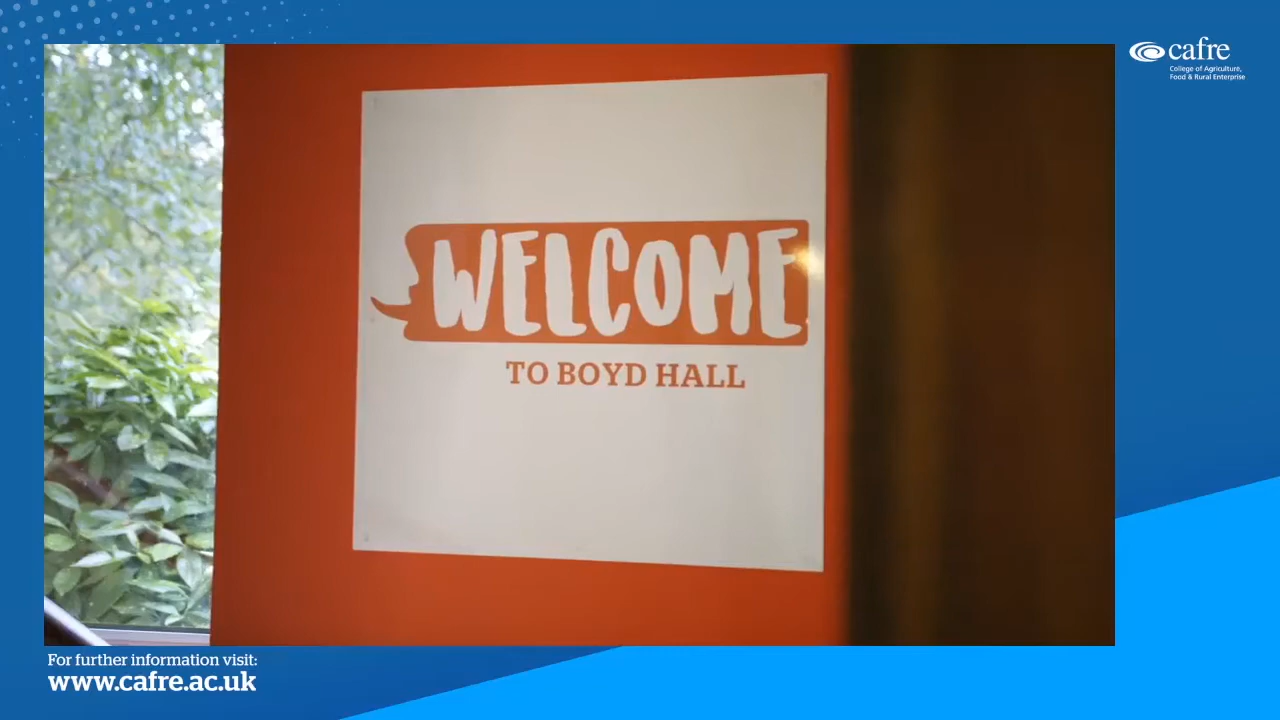 cafre
College of Agriculture,
Food & Rural Enterprise
WELCOME
TO BOYD HALL
For further information visit:
www.cafre.ac.uk